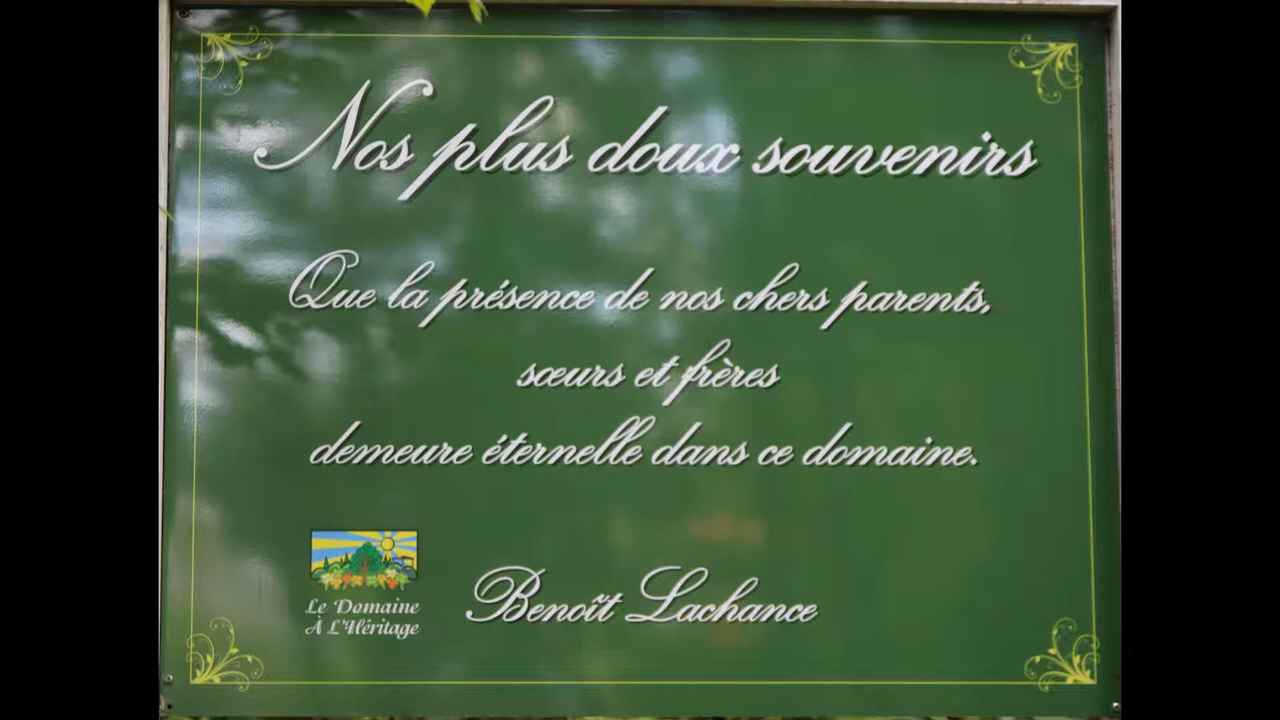 Nos plus doux souvenirs
Que la présence de nos chers parents,
sœurs et frères
demeure éternelle dans ce domaine.
Le Domaine
À L'Héritage
Benoît Lachance